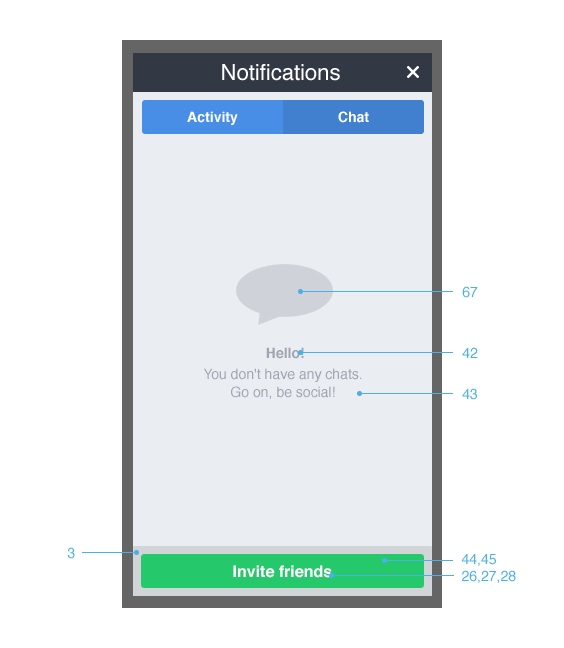 Notifications ×
Activity Chat
67
Hello! 42
You don't have any chats.
Go on, be social! 43
3
44,45
Invite friends 26,27,28